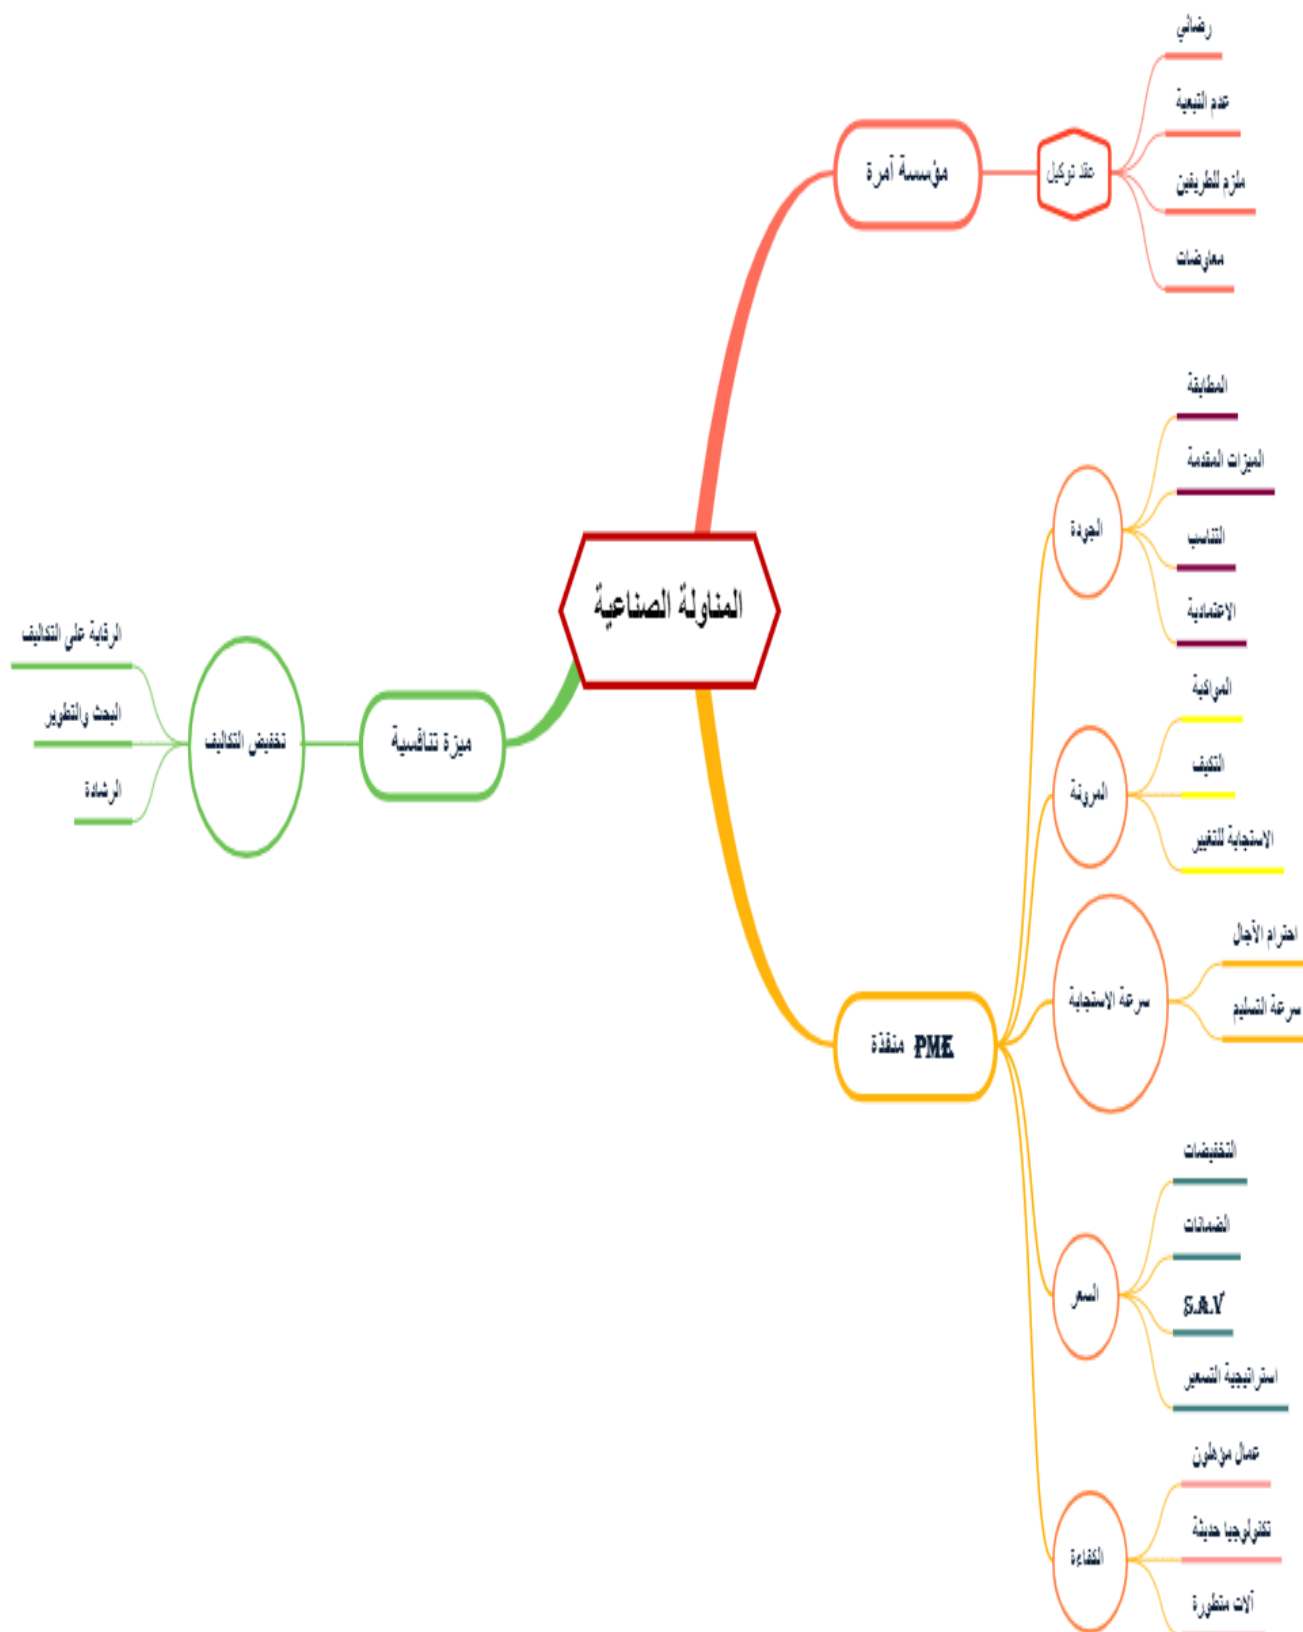 المناولة الصناعية
مؤسسة آمرة
عقد توكيل
رضائي
عدم التبعية
ملزم للطريفين
معاوضات
PME منفذة
الجودة
المطابقة
الميزات المقدمة
التناسب
الاعتمادية
المرونة
المواكبة
التكيف
الاستجابة للتغيير
سرعة الاستجابة
احترام الآجال
سرعة التسليم
السعر
التخفيضات
الضمانات
S.A.V
استراتيجية التسعير
الكفاءة
عمال مؤهلون
تكنولوجيا حديثة
آلات متطورة
ميزة تنافسية
تخفيض التكاليف
الرقابة على التكاليف
البحث والتطوير
الرشادة